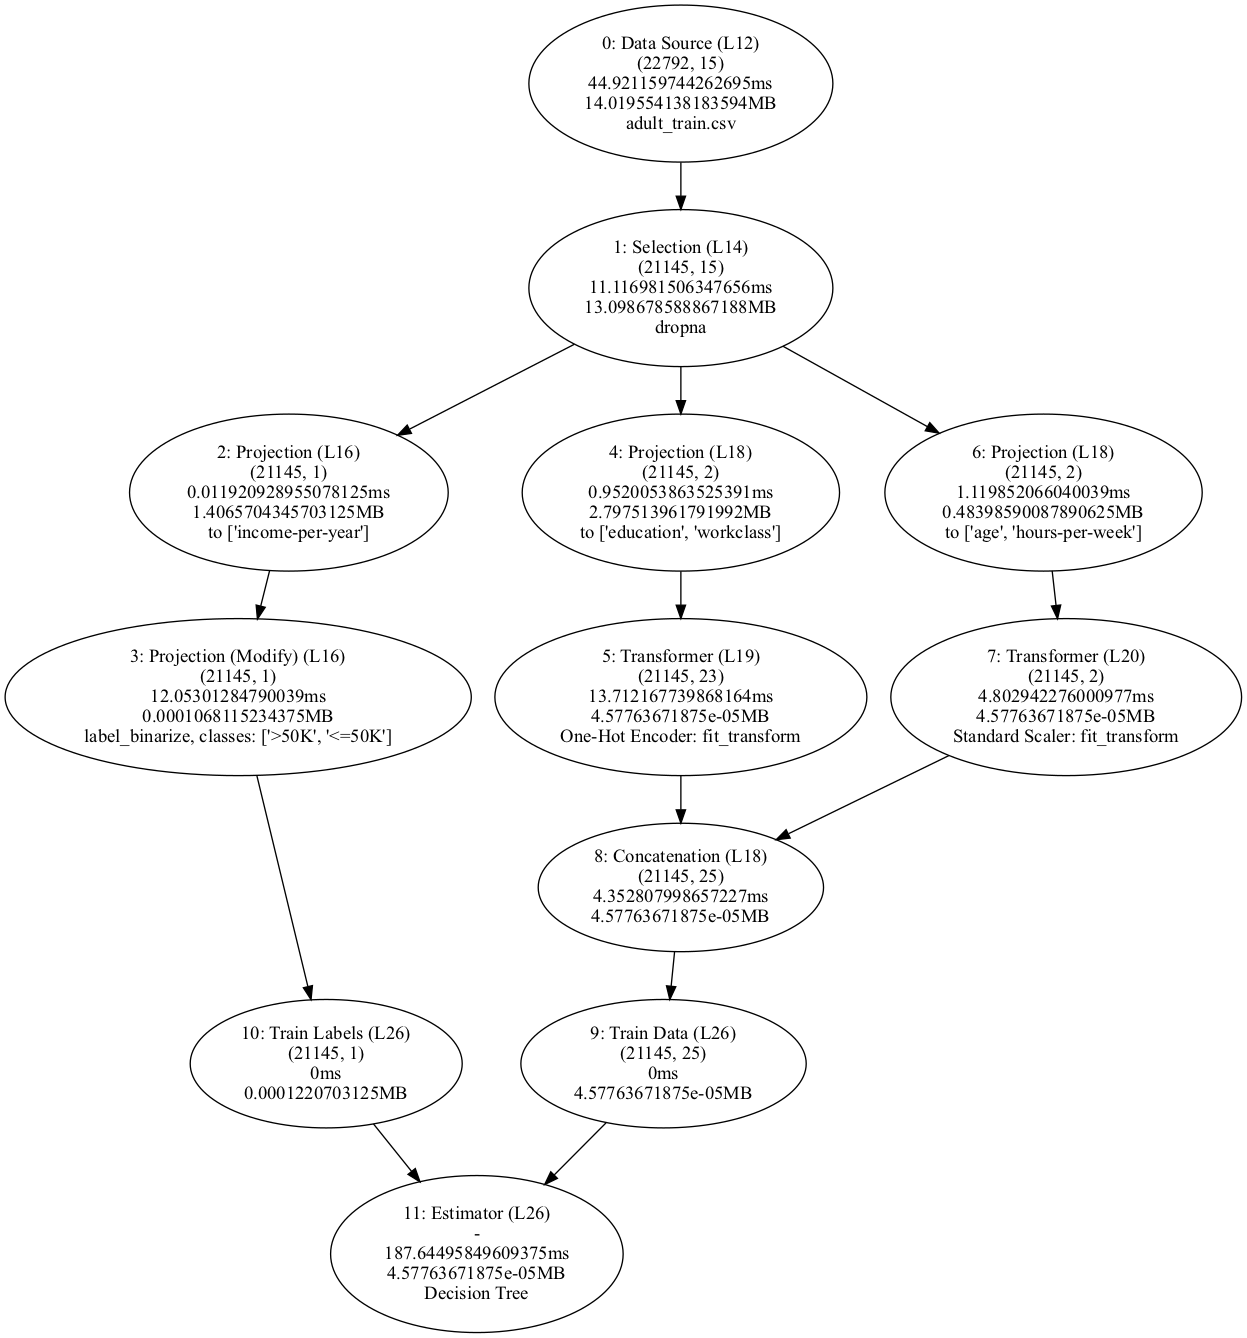 0: Data Source (L12)
(22792, 15)
44.921159744262695ms
14.019554138183594MB
adult_train.csv
1: Selection (L14)
(21145, 15)
11.116981506347656ms
13.098678588867188MB
dropna
2: Projection (L16)
(21145, 1)
0.011920928955078125ms
1.4065704345703125MB
to ['income-per-year']
4: Projection (L18)
(21145, 2)
0.9520053863525391ms
2.797513961791992MB
to ['education', 'workclass']
6: Projection (L18)
(21145, 2)
1.119852066040039ms
0.48398590087890625MB
to ['age', 'hours-per-week']
3: Projection (Modify) (L16)
(21145, 1)
12.05301284790039ms
0.0001068115234375MB
label_binarize, classes: ['>50K', '<=50K']
5: Transformer (L19)
(21145, 23)
13.712167739868164ms
4.57763671875e-05MB
One-Hot Encoder: fit_transform
7: Transformer (L20)
(21145, 2)
4.802942276000977ms
4.57763671875e-05MB
Standard Scaler: fit_transform
8: Concatenation (L18)
(21145, 25)
4.352807998657227ms
4.57763671875e-05MB
10: Train Labels (L26)
(21145, 1)
0ms
0.0001220703125MB
9: Train Data (L26)
(21145, 25)
0ms
4.57763671875e-05MB
11: Estimator (L26)
-
187.64495849609375ms
4.57763671875e-05MB
Decision Tree